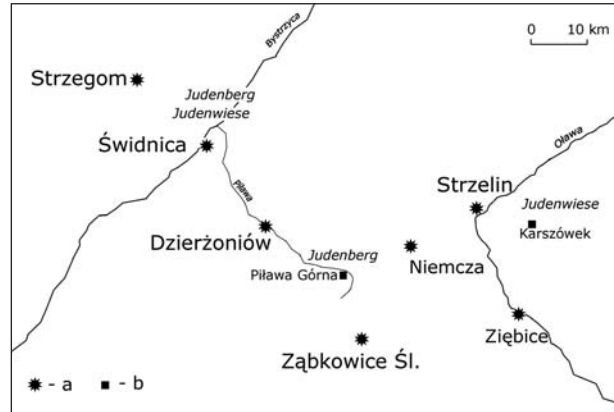 Bystrzyca
0 10 km
Strzegom
Judenberg
Judenwiese
Oława
Świdnica
Piława
Strzelin
Judenwiese
Karszówek
Dzierżoniów
Judenberg
Niemcza
Piława Górna
Ziębice
Ząbkowice Śl.
- a - b